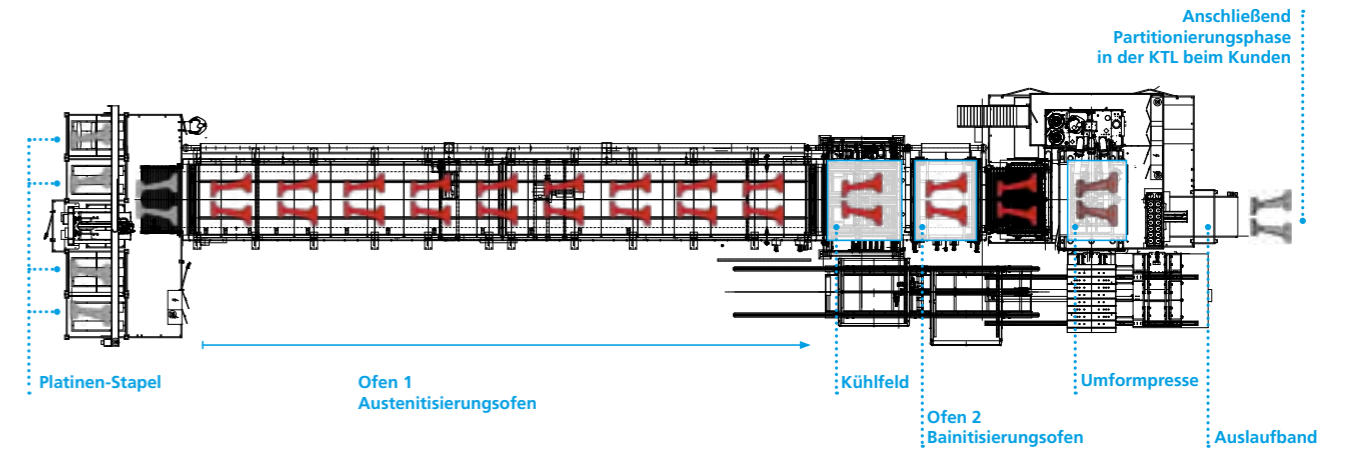 Anschließend
Partitionierungsphase
in der KTL beim Kunden
Platinen-Stapel
Ofen 1
Austenitisierungsofen
Kühlfeld
Ofen 2
Bainitisierungsofen
Umformpresse
Auslaufband